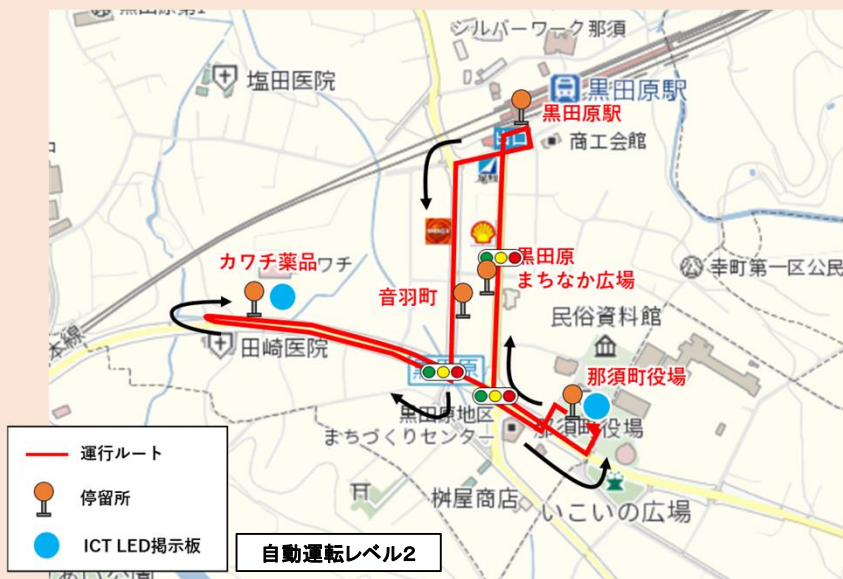 シルバーワーク那須
塩田医院
黒田原駅
黒田原駅
商工会館
カワチ薬品
ワチ
黒田原
まちなか広場
音羽町
幸町第一区公民
民俗資料館
田崎医院
那須町役場
黒田原地区
まちづくりセンター
那須町役場
桝屋商店
いこいの広場
本線
運行ルート
停留所
ICT LED掲示板
自動運転レベル2